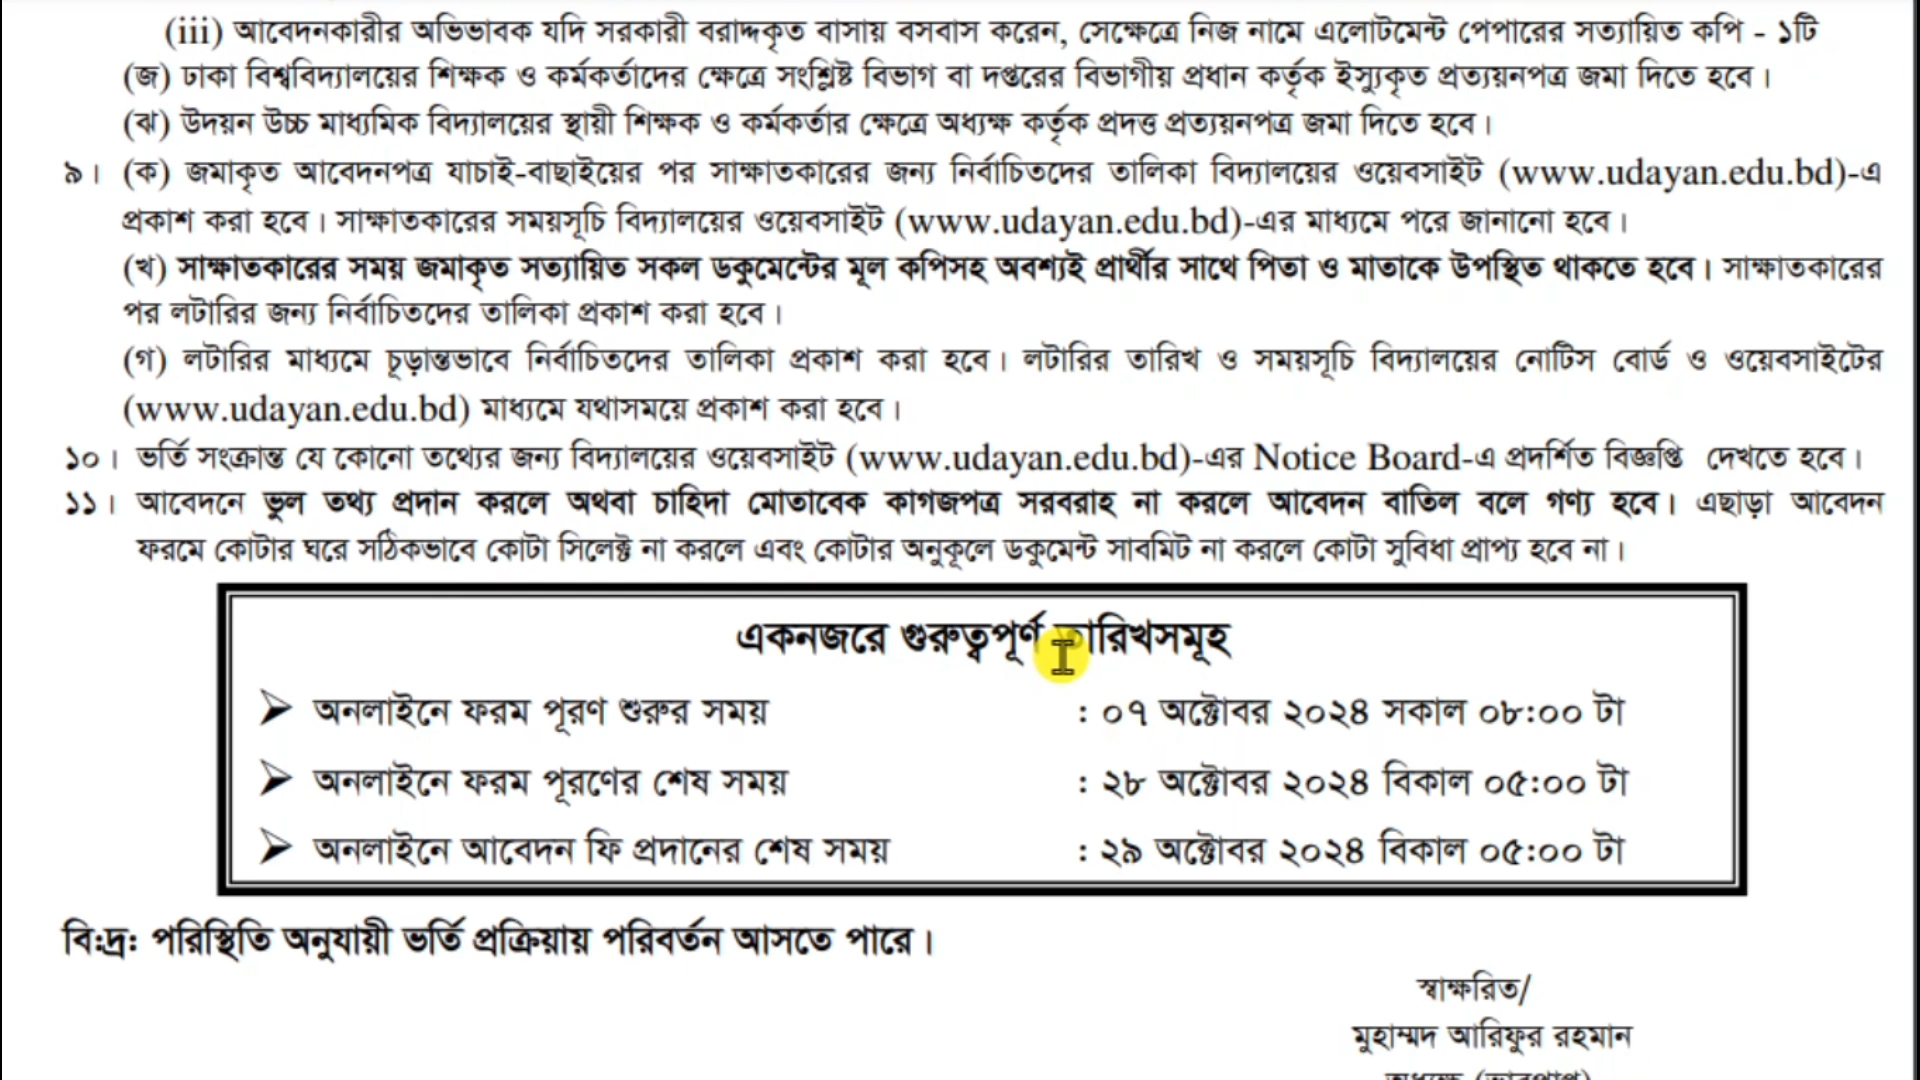 (iii) আবেদনকারীর অভিভাবক যদি সরকারী বরাদ্দকৃত বাসায় বসবাস করেন, সেক্ষেত্রে নিজ নামে এলোটমেন্ট পেপারের সত্যায়িত কপি - ১টি
(জ) ঢাকা বিশ্ববিদ্যালয়ের শিক্ষক ও কর্মকর্তাদের ক্ষেত্রে সংশ্লিষ্ট বিভাগ বা দপ্তরের বিভাগীয় প্রধান কর্তৃক ইস্যুকৃত প্রত্যয়নপত্র জমা দিতে হবে।
(ঝ) উদয়ন উচ্চ মাধ্যমিক বিদ্যালয়ের স্থায়ী শিক্ষক ও কর্মকর্তার ক্ষেত্রে অধ্যক্ষ কর্তৃক প্রদত্ত প্রত্যয়নপত্র জমা দিতে হবে।
৯। (ক) জমাকৃত আবেদনপত্র যাচাই-বাছাইয়ের পর সাক্ষাতকারের জন্য নির্বাচিতদের তালিকা বিদ্যালয়ের ওয়েবসাইট (www.udayan.edu.bd)-এ
প্রকাশ করা হবে। সাক্ষাতকারের সময়সূচি বিদ্যালয়ের ওয়েবসাইট (www.udayan.edu.bd)-এর মাধ্যমে পরে জানানো হবে।
(খ) সাক্ষাতকারের সময় জমাকৃত সত্যায়িত সকল ডকুমেন্টের মূল কপিসহ অবশ্যই প্রার্থীর সাথে পিতা ও মাতাকে উপস্থিত থাকতে হবে। সাক্ষাতকারের
পর লটারির জন্য নির্বাচিতদের তালিকা প্রকাশ করা হবে।
(গ) লটারির মাধ্যমে চূড়ান্তভাবে নির্বাচিতদের তালিকা প্রকাশ করা হবে। লটারির তারিখ ও সময়সূচি বিদ্যালয়ের নোটিস বোর্ড ও ওয়েবসাইটের
(www.udayan.edu.bd) মাধ্যমে যথাসময়ে প্রকাশ করা হবে।
১০। ভর্তি সংক্রান্ত যে কোনো তথ্যের জন্য বিদ্যালয়ের ওয়েবসাইট (www.udayan.edu.bd)-এর Notice Board-এ প্রদর্শিত বিজ্ঞপ্তি দেখতে হবে।
১১। আবেদনে ভুল তথ্য প্রদান করলে অথবা চাহিদা মোতাবেক কাগজপত্র সরবরাহ না করলে আবেদন বাতিল বলে গণ্য হবে। এছাড়া আবেদন
ফরমে কোটার ঘরে সঠিকভাবে কোটা সিলেক্ট না করলে এবং কোটার অনুকূলে ডকুমেন্ট সাবমিট না করলে কোটা সুবিধা প্রাপ্য হবে না।
একনজরে গুরুত্বপূর্ণ তারিখসমূহ
➢ অনলাইনে ফরম পূরণ শুরুর সময় : ০৭ অক্টোবর ২০২৪ সকাল ০৮:০০ টা
➢ অনলাইনে ফরম পূরণের শেষ সময় : ২৮ অক্টোবর ২০২৪ বিকাল ০৫:০০ টা
➢ অনলাইনে আবেদন ফি প্রদানের শেষ সময় : ২৯ অক্টোবর ২০২৪ বিকাল ০৫:০০ টা
বি:দ্র: পরিস্থিতি অনুযায়ী ভর্তি প্রক্রিয়ায় পরিবর্তন আসতে পারে।
স্বাক্ষরিত/
মুহাম্মদ আরিফুর রহমান